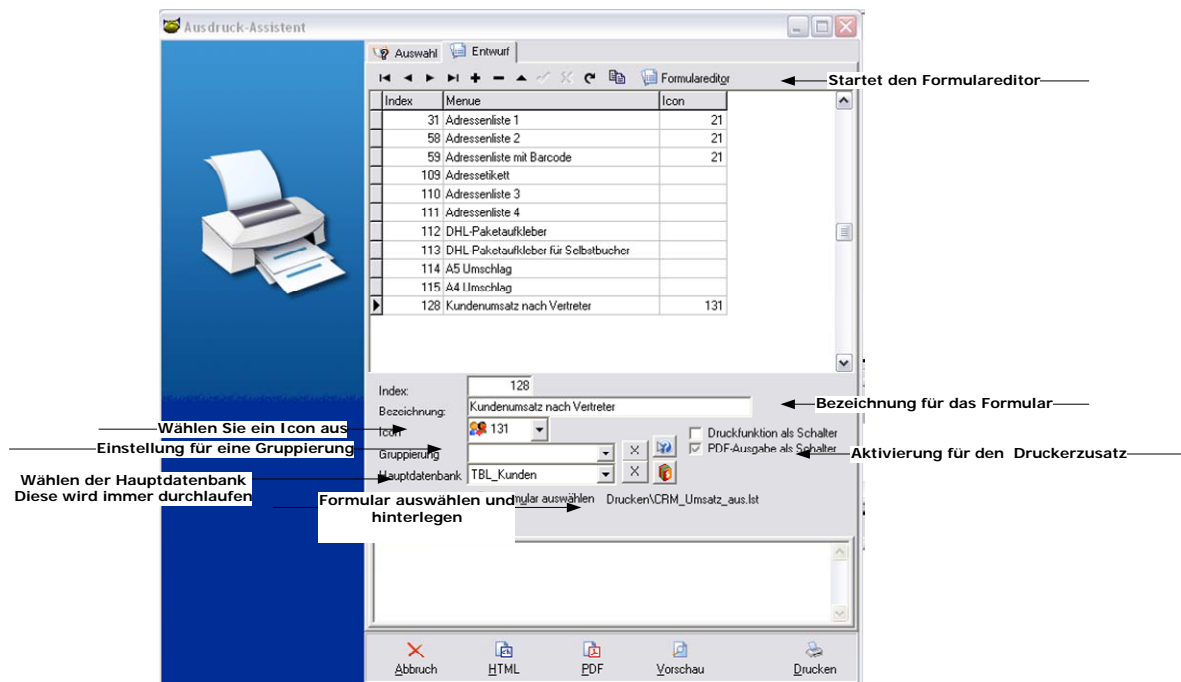 Ausdruck-Assistent
Auswahl Entwurf
Formulareditor
Startet den Formulareditor
Index Menue Icon
31 Adressenliste 1 21
58 Adressenliste 2 21
59 Adressenliste mit Barcode 21
109 Adressetikett
110 Adressenliste 3
111 Adressenliste 4
112 DHL-Paketaufkleber
113 DHL-Paketaufkleber für Selbstbucher
114 A5 Umschlag
115 A4 Umschlag
128 Kundenumsatz nach Vertreter 131
Index: 128
Bezeichnung: Kundenumsatz nach Vertreter
Bezeichnung für das Formular
Wählen Sie ein Icon aus
Icon 131
Druckfunktion als Schalter
Einstellung für eine Gruppierung
Gruppierung
PDF-Ausgabe als Schalter
Aktivierung für den Druckerzusatz
Wählen der Hauptdatenbank
Diese wird immer durchlaufen
Hauptdatenbank TBL_Kunden
Formular auswählen und
hinterlegen
mular auswählen Drucken\CRM_Umsatz_aus.lst
Abbruch HTML PDF Vorschau Drucken